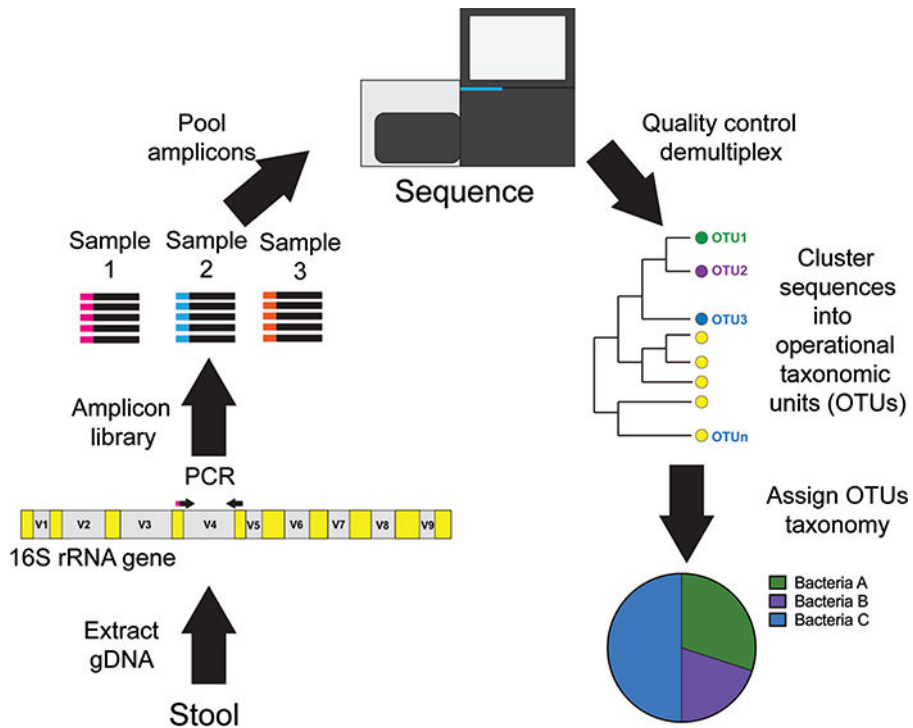 Pool
amplicons
Sequence
Quality control
demultiplex
Sample
1
Sample
2
Sample
3
OTU1
OTU2
OTU3
OTUn
Cluster
sequences
into
operational
taxonomic
units (OTUs)
Amplicon
library
PCR
V1 V2 V3 V4 V5 V6 V7 V8 V9
16S rRNA gene
Extract
gDNA
Stool
Assign OTUs
taxonomy
Bacteria A
Bacteria B
Bacteria C